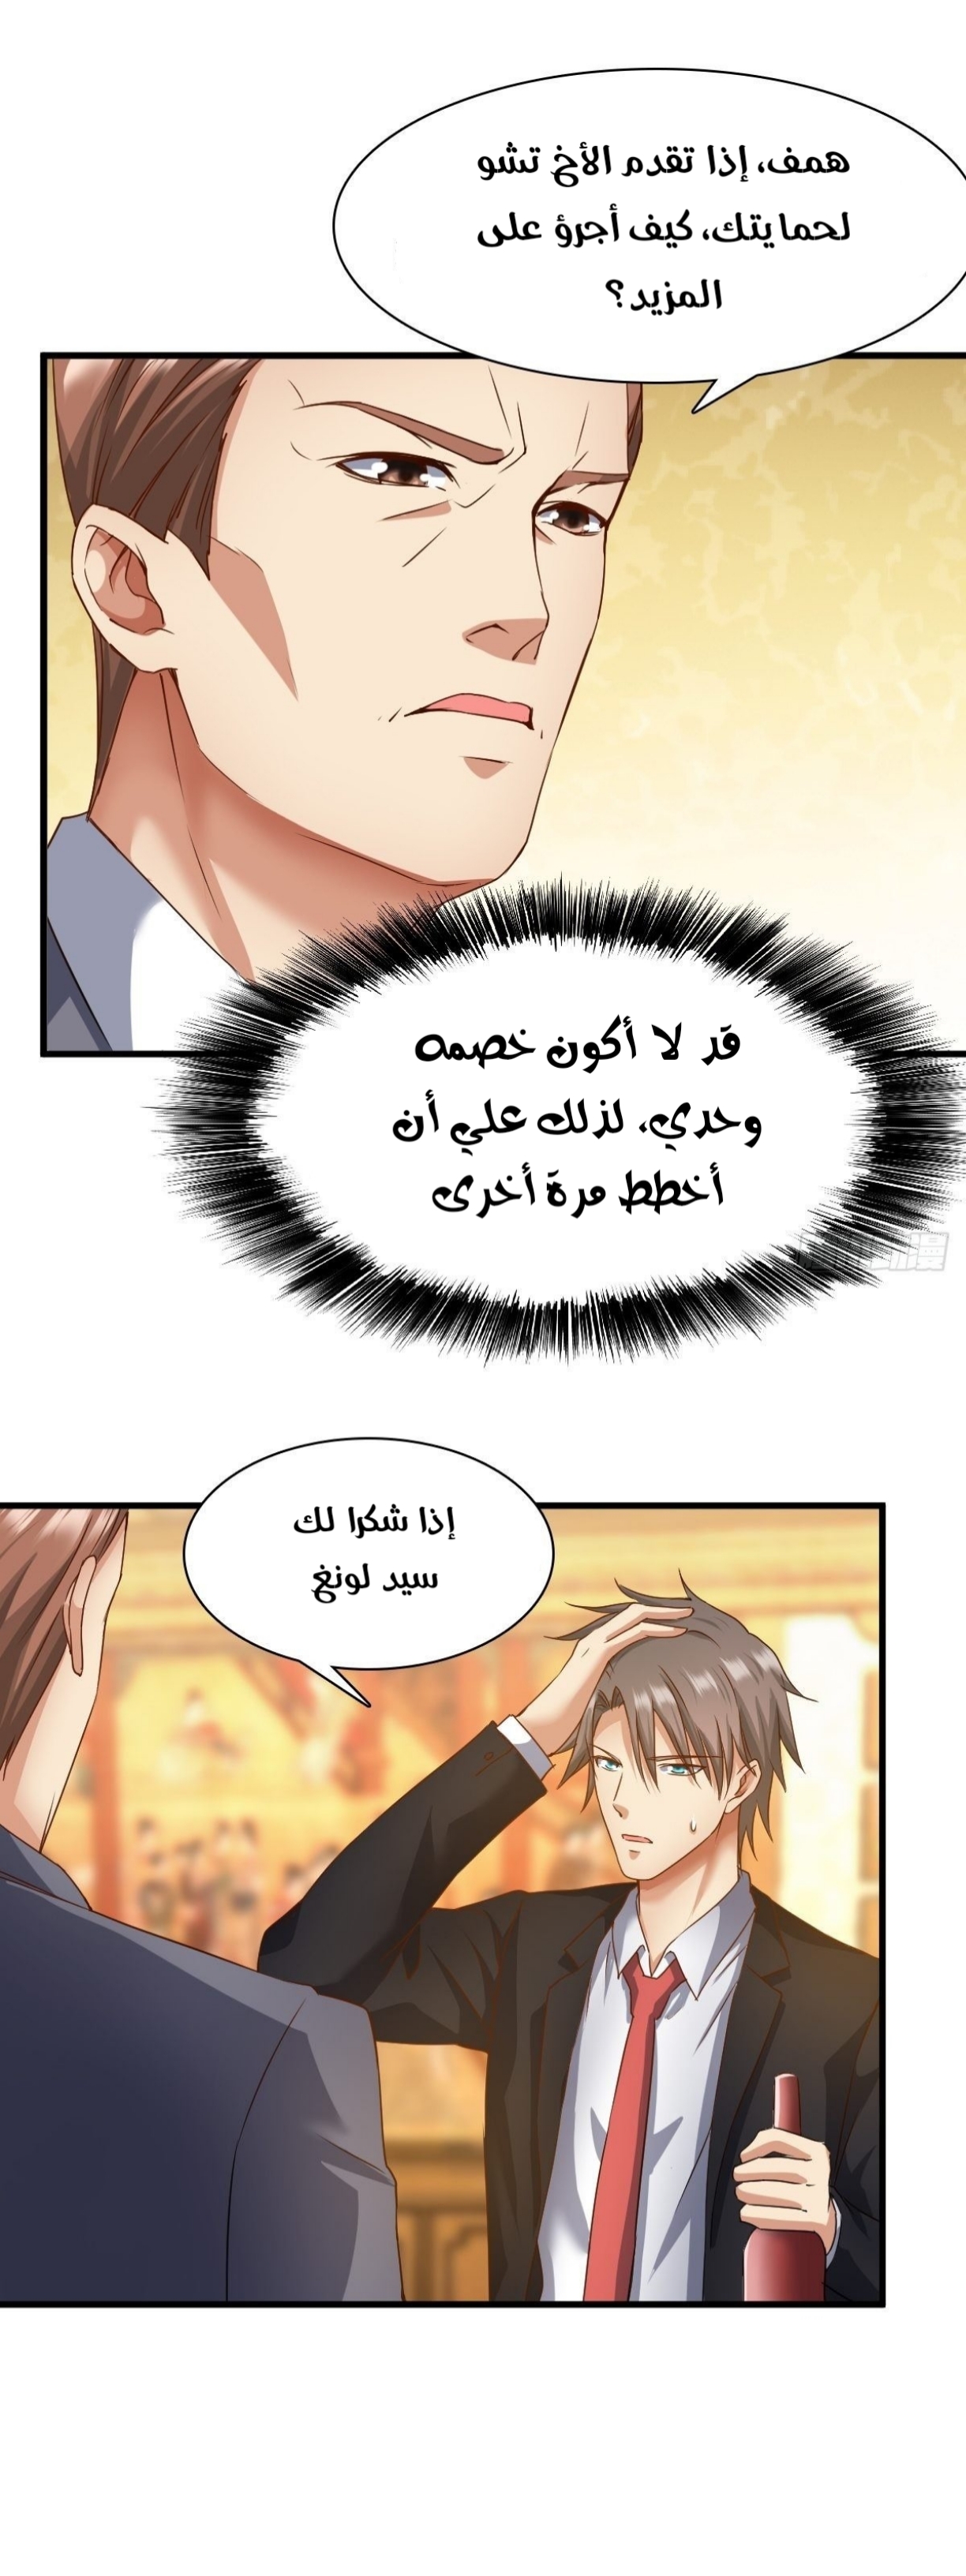 همف، إذا تقدم الأخ تشو
لحمايتك، كيف أجرؤ على
المزيد؟
قد لا أكون خصمه
وحدي. لذلك علي أن
أخطط مرة أخرى
إذا شكرا لك
سيد لونغ